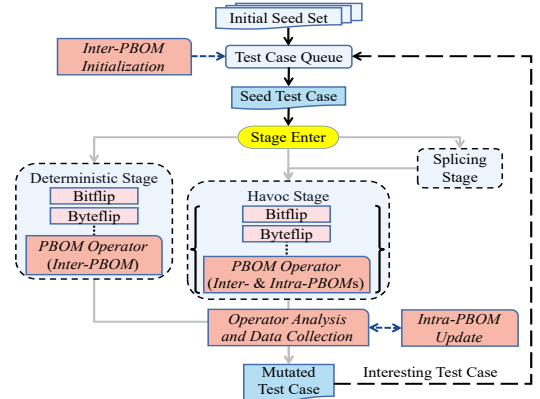 Initial Seed Set
Inter-PBOM
Initialization
Test Case Queue
Seed Test Case
Stage Enter
Splicing
Stage
Deterministic Stage
Bitflip
Byteflip
PBOM Operator
(Inter-PBOM)
Havoc Stage
Bitflip
Byteflip
PBOM Operator
(Inter- & Intra-PBOMs)
Operator Analysis
and Data Collection
Intra-PBOM
Update
Mutated
Test Case
Interesting Test Case